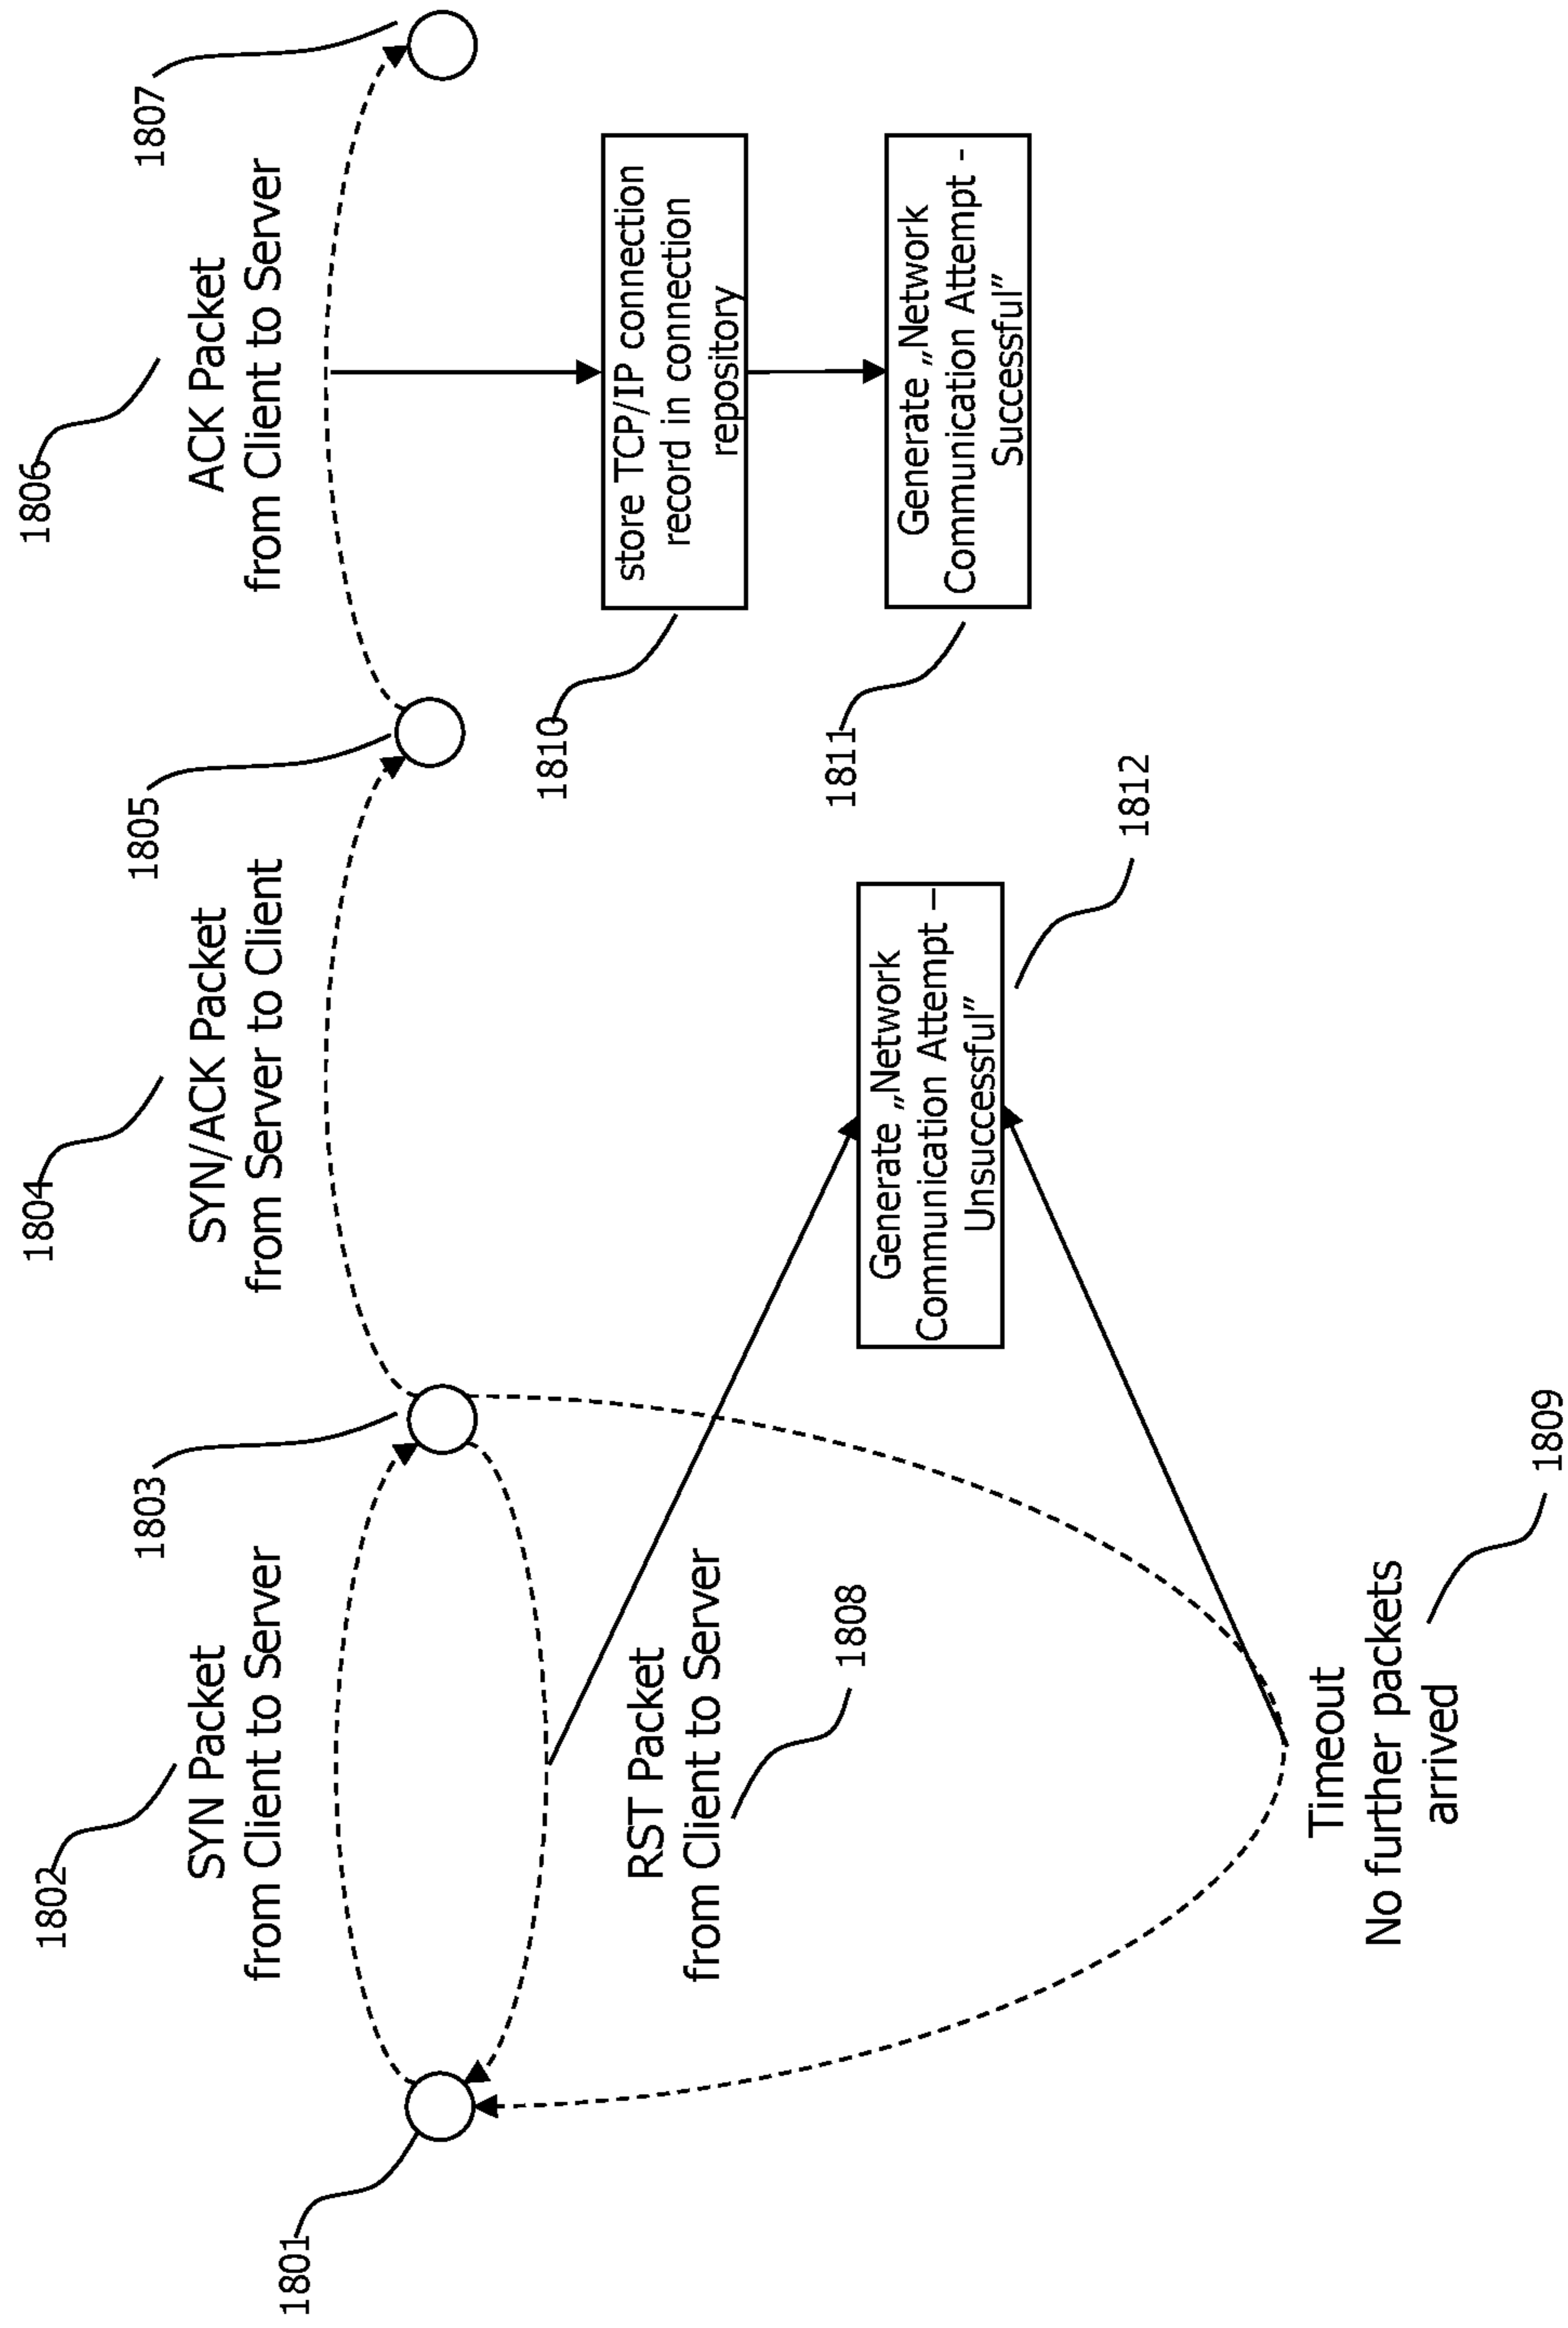 1802
SYN Packet
from Client to Server
1804
SYN/ACK Packet
from Server to Client
1806
ACK Packet
from Client to Server
1801
1803
1805
1807
RST Packet
from Client to Server
1808
1810
store TCP/IP connection
record in connection
repository
Generate „Network
Communication Attempt –
Unsuccessful”
1812
1811
Generate „Network
Communication Attempt -
Successful”
Timeout
No further packets
arrived
1809